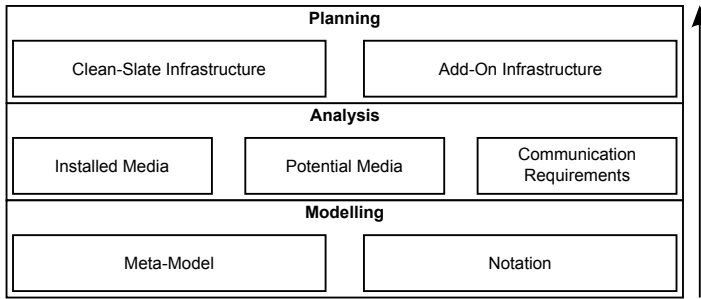 Planning
Clean-Slate Infrastructure
Add-On Infrastructure
Analysis
Installed Media
Potential Media
Communication
Requirements
Modelling
Meta-Model
Notation